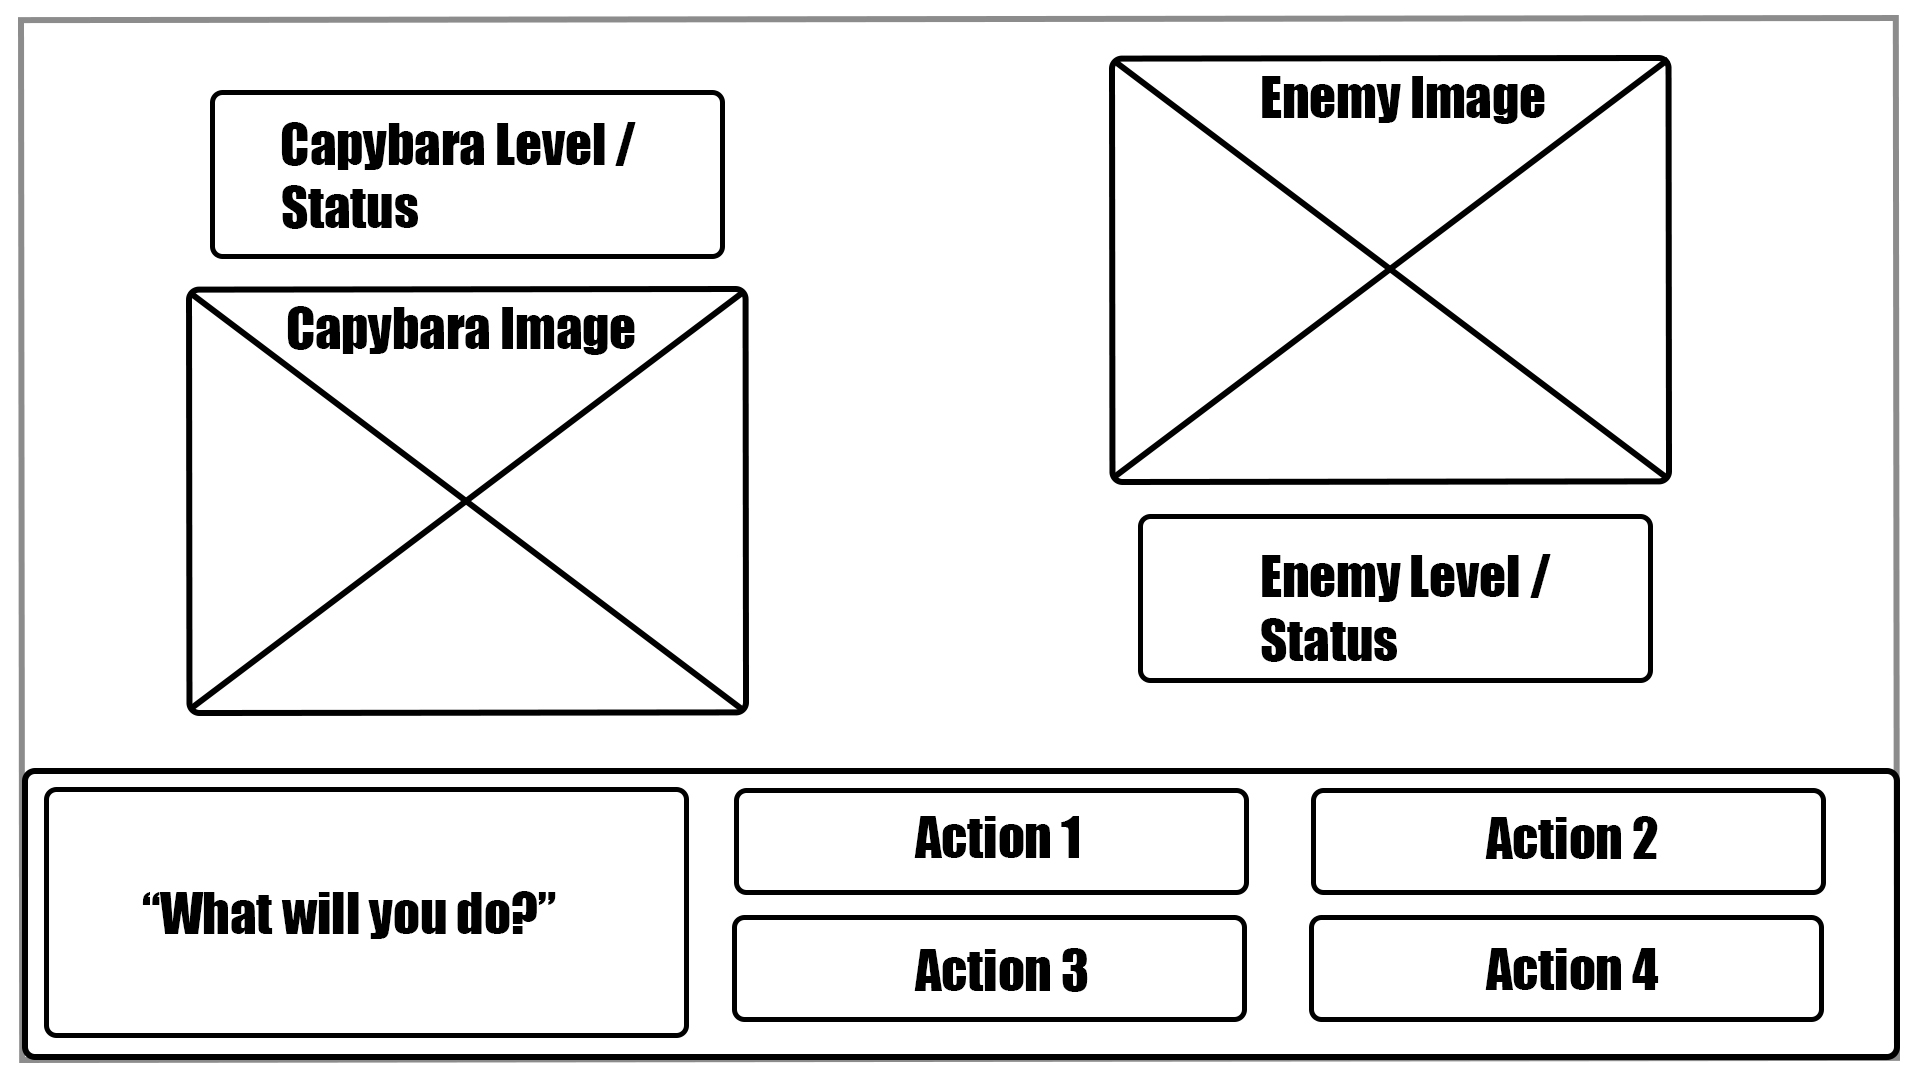 Capybara Level /
Status
Capybara Image
Enemy Image
Enemy Level /
Status
“What will you do?”
Action 1
Action 2
Action 3
Action 4